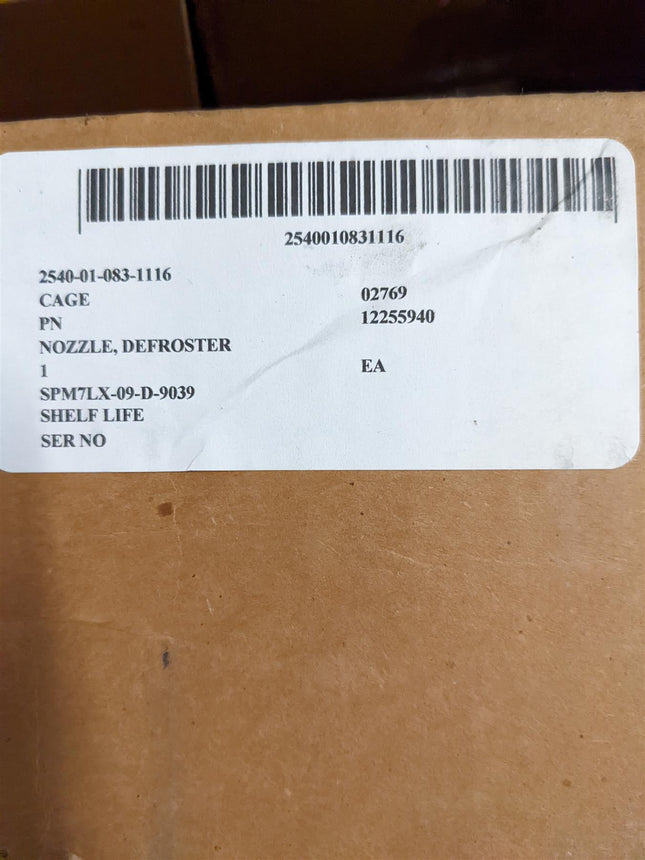 2540010831116
2540-01-083-1116
CAGE 02769
PN 12255940
NOZZLE, DEFROSTER
1 EA
SPM7LX-09-D-9039
SHELF LIFE
SER NO